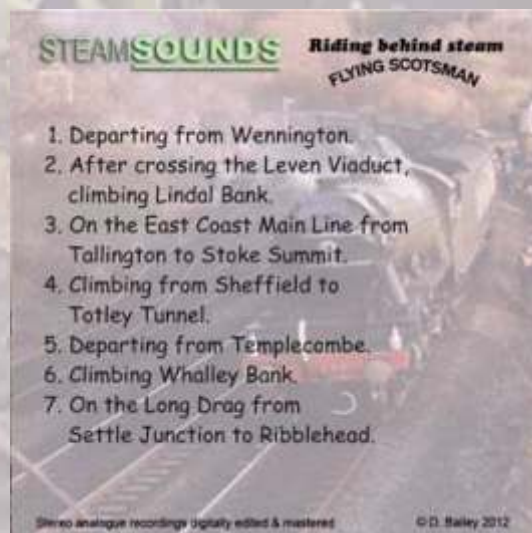 STEAMSOUNDS
Riding behind steam
FLYING SCOTSMAN
1. Departing from Wennington.
2. After crossing the Leven Viaduct,
climbing Lindal Bank.
3. On the East Coast Main Line from
Tallington to Stoke Summit.
4. Climbing from Sheffield to
Totley Tunnel.
5. Departing from Templecombe.
6. Climbing Whalley Bank.
7. On the Long Drag from
Settle Junction to Ribblehead.
Stereo analogue recordings digitally edited & mastered
© D. Bailey 2012